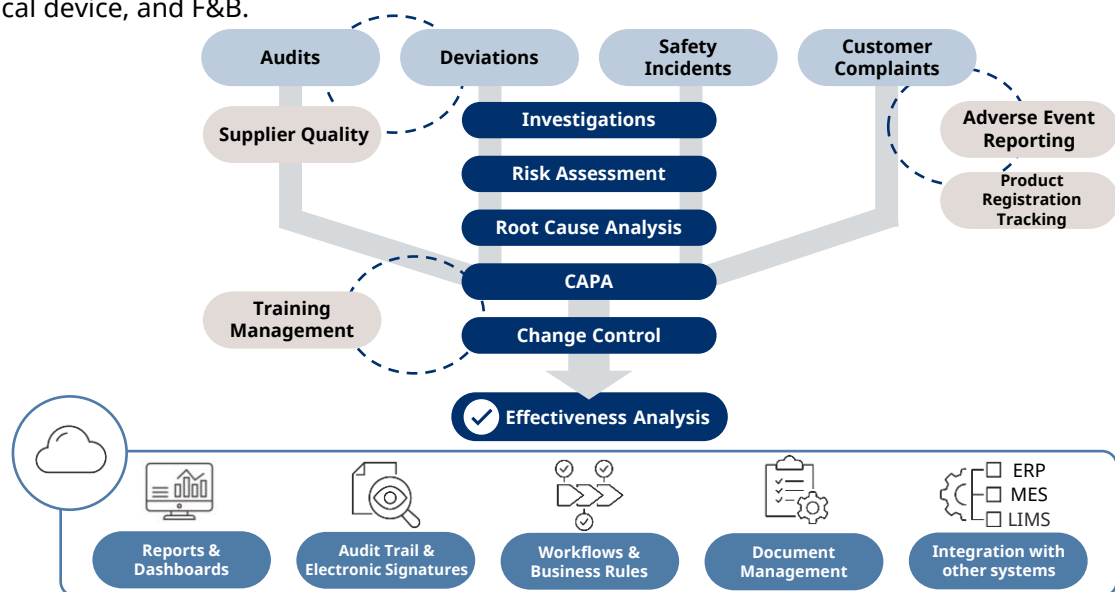 cal device, and F&B.
Audits
Deviations
Safety
Incidents
Customer
Complaints
Supplier Quality
Investigations
Adverse Event
Reporting
Risk Assessment
Product
Registration
Tracking
Root Cause Analysis
CAPA
Training
Management
Change Control
Effectiveness Analysis
ERP
MES
LIMS
Reports &
Dashboards
Audit Trail &
Electronic Signatures
Workflows &
Business Rules
Document
Management
Integration with
other systems